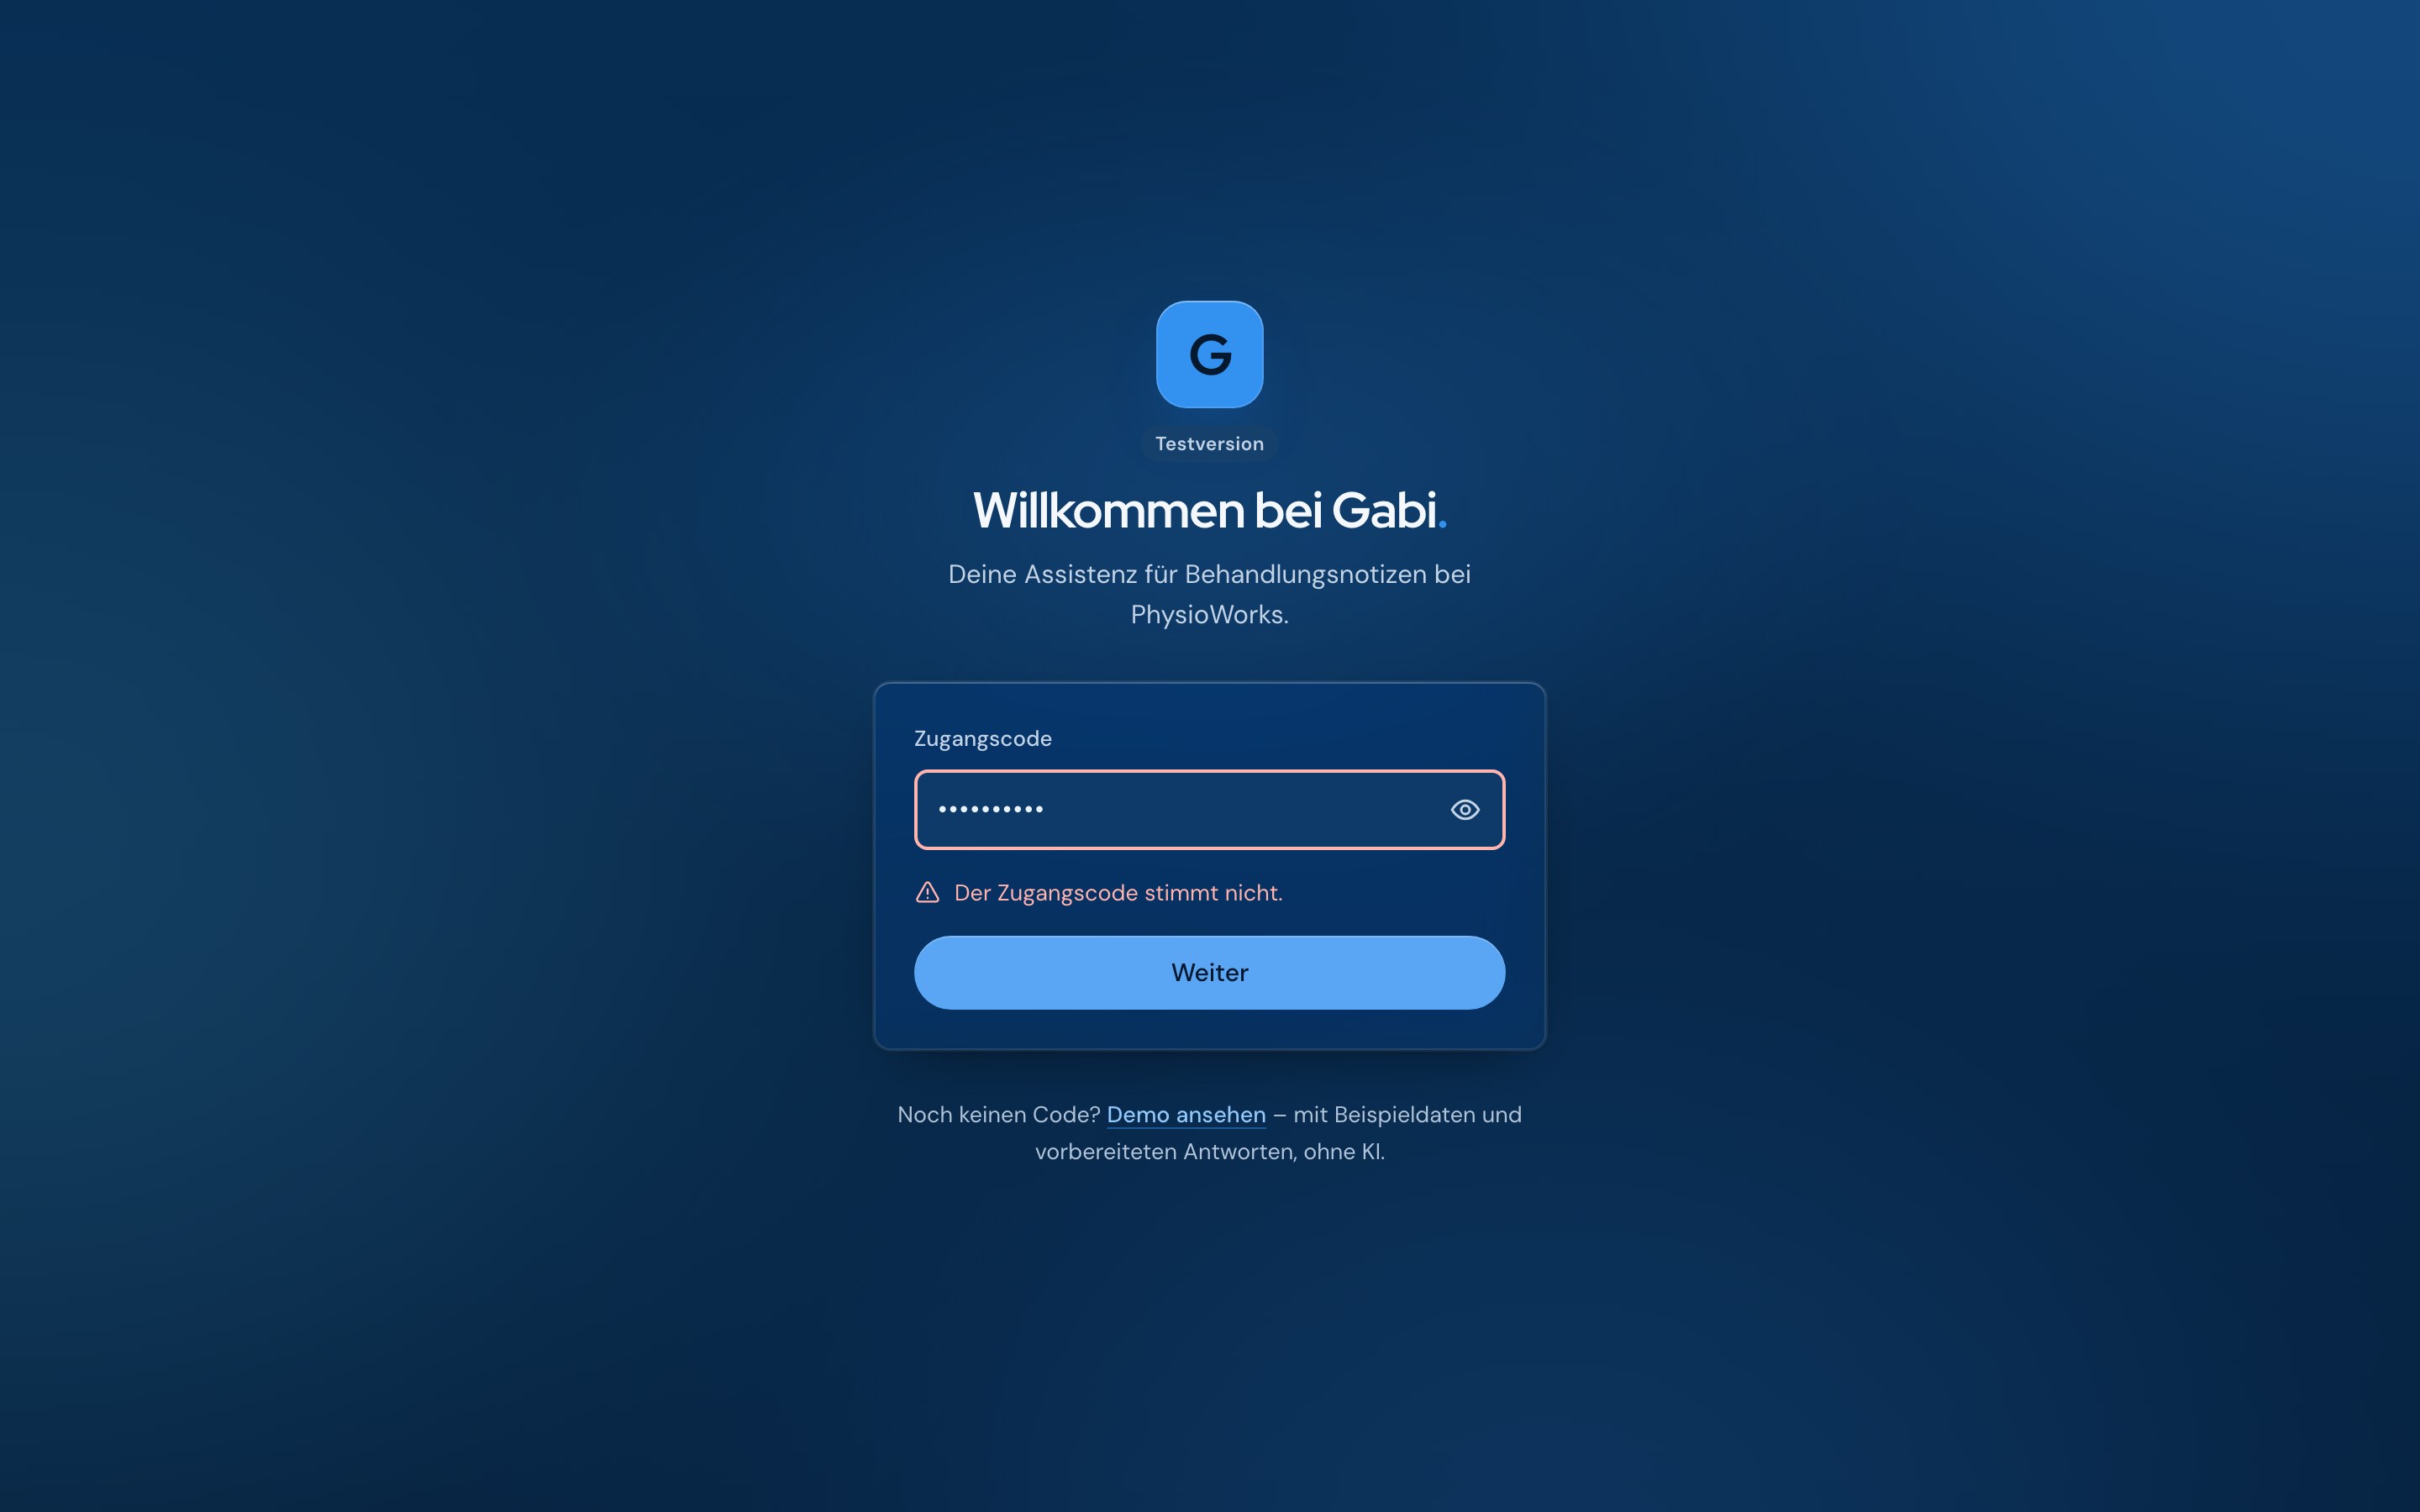 G
Testversion
Willkommen bei Gabi.
Deine Assistenz für Behandlungsnotizen bei
PhysioWorks.
Zugangscode
••••••••••
Der Zugangscode stimmt nicht.
Weiter
Noch keinen Code? Demo ansehen – mit Beispieldaten und
vorbereiteten Antworten, ohne KI.